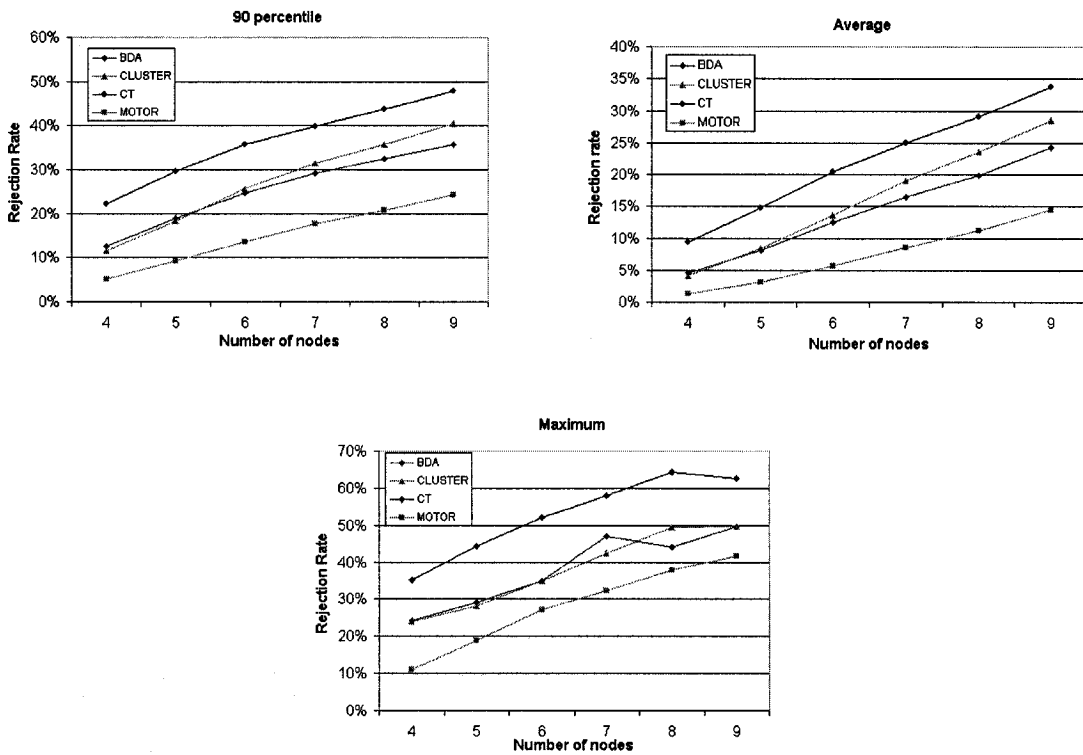 90 percentile
60%
50%
40%
30%
20%
10%
0%
Rejection Rate
BDA
CLUSTER
CT
MOTOR
4 5 6 7 8 9
Number of nodes
Average
40%
35%
30%
25%
20%
15%
10%
5%
0%
Rejection rate
BDA
CLUSTER
CT
MOTOR
4 5 6 7 8 9
Number of nodes
Maximum
70%
60%
50%
40%
30%
20%
10%
0%
Rejection Rate
BDA
CLUSTER
CT
MOTOR
4 5 6 7 8 9
Number of nodes